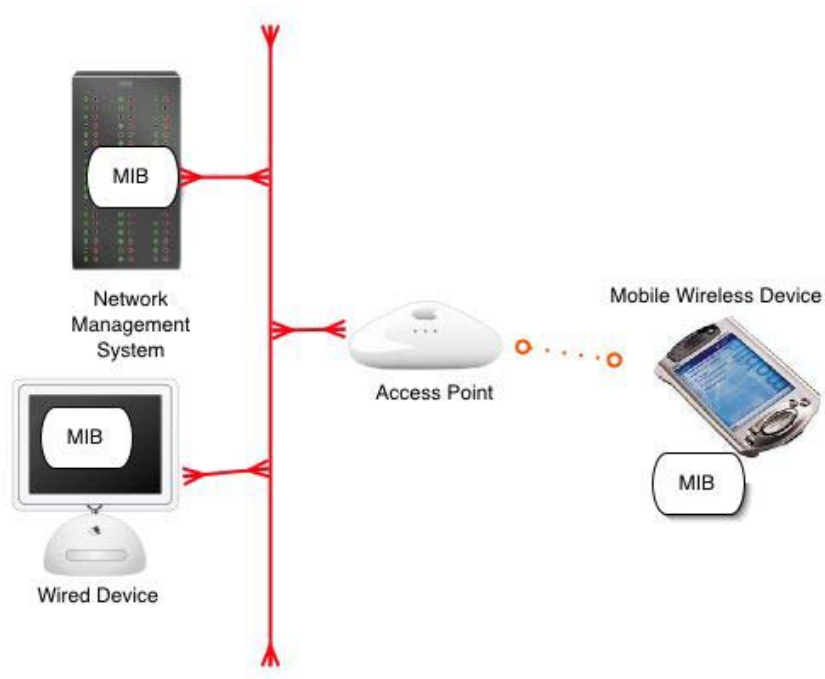 MIB
Network
Management
System
Mobile Wireless Device
Access Point
MIB
MIB
Wired Device